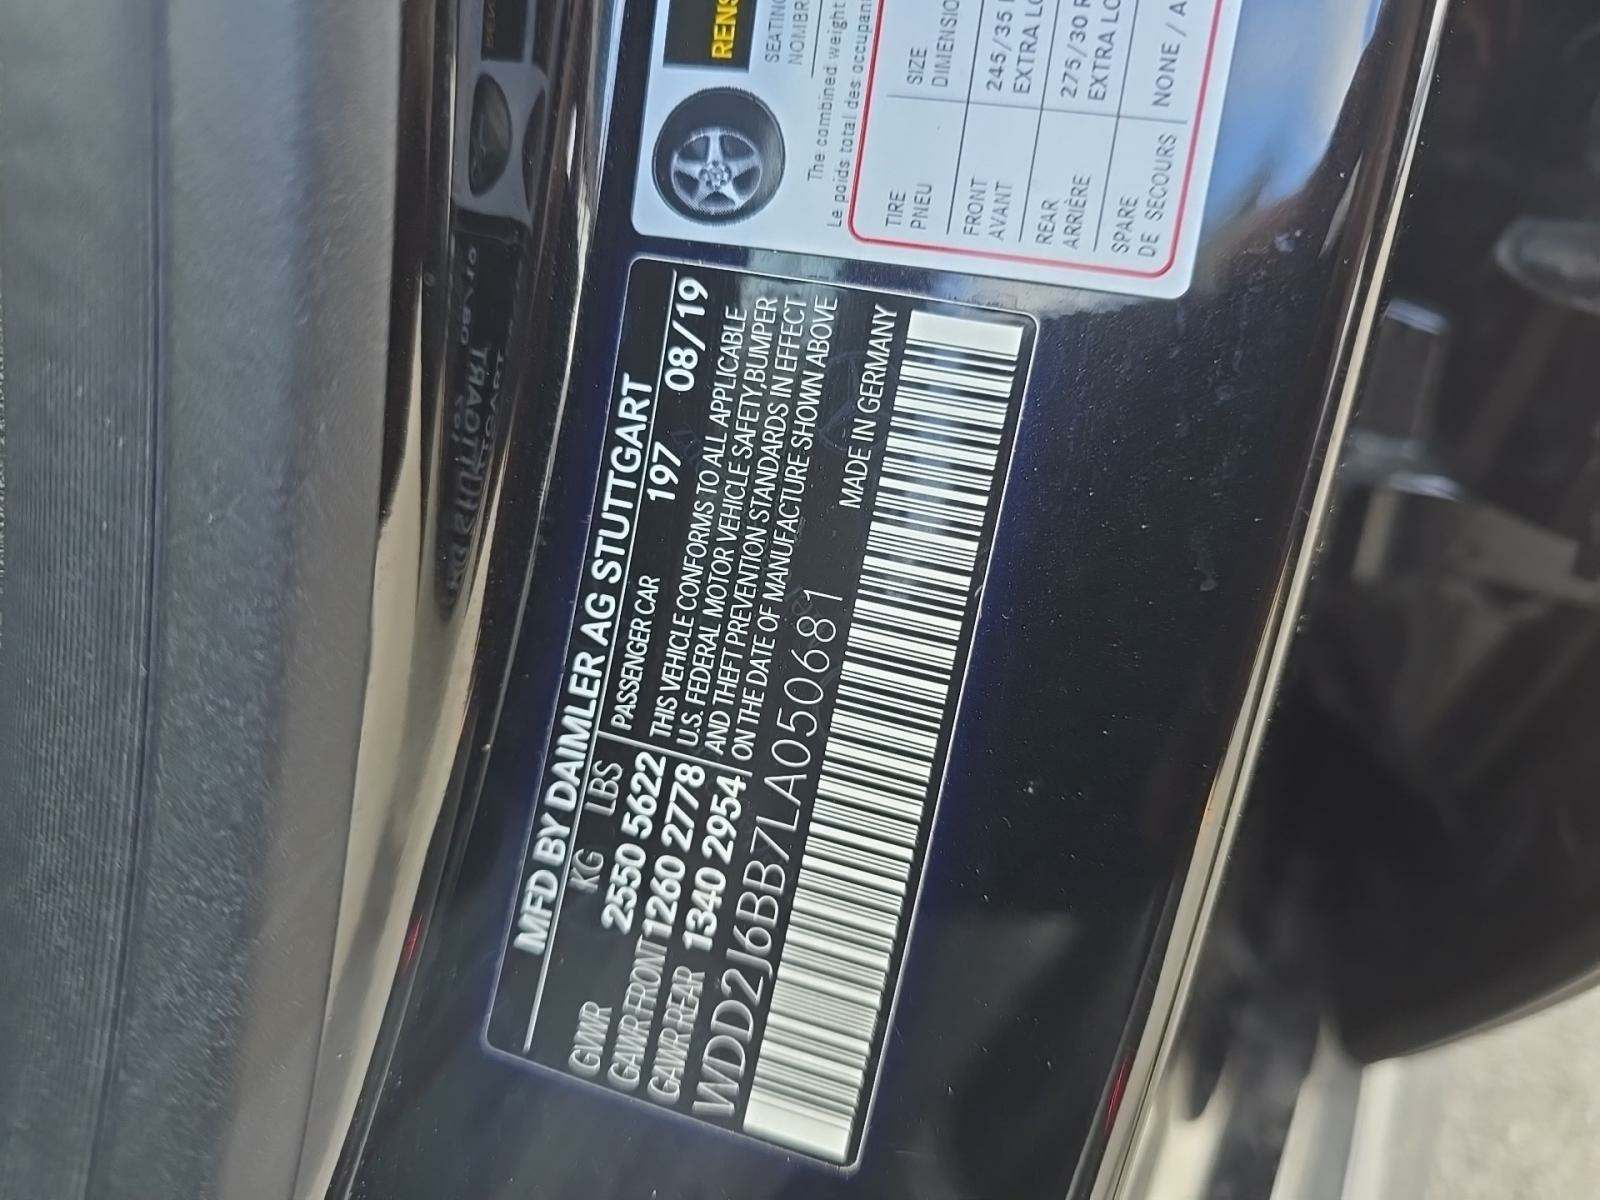 MFD BY DAIMLER AG STUTTGART
KG LBS PASSENGER CAR 197 08/19
GVWR 2550 5622 THIS VEHICLE CONFORMS TO ALL APPLICABLE
GAWR FRONT 1260 2778 U.S. FEDERAL MOTOR VEHICLE SAFETY, BUMPER
GAWR REAR 1340 2954 AND THEFT PREVENTION STANDARDS IN EFFECT
ON THE DATE OF MANUFACTURE SHOWN ABOVE
WDD2J6BB7LA050681
MADE IN GERMANY
RENS
SEATING
NOMBR
The combined weight
Le poids total des occupan
TIRE SIZE
PNEU DIMENSIO
FRONT 245/35
AVANT EXTRA LO
REAR 275/30 R
ARRIÈRE EXTRA LO
SPARE
DE SECOURS NONE / A